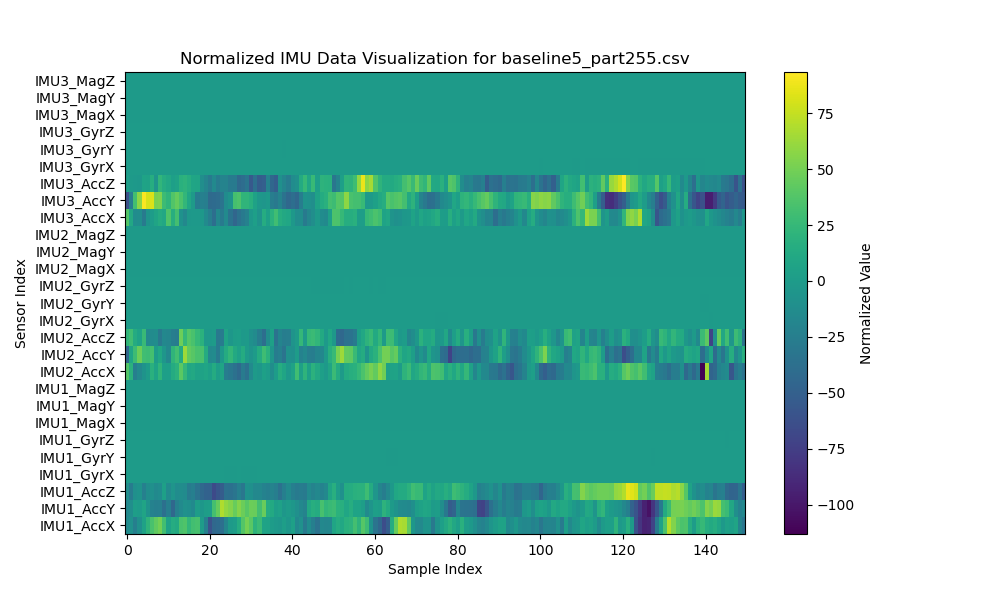 Normalized IMU Data Visualization for baseline5_part255.csv
IMU3_MagZ
IMU3_MagY
IMU3_MagX
IMU3_GyrZ
IMU3_GyrY
IMU3_GyrX
IMU3_AccZ
IMU3_AccY
IMU3_AccX
IMU2_MagZ
IMU2_MagY
IMU2_MagX
IMU2_GyrZ
IMU2_GyrY
IMU2_GyrX
IMU2_AccZ
IMU2_AccY
IMU2_AccX
IMU1_MagZ
IMU1_MagY
IMU1_MagX
IMU1_GyrZ
IMU1_GyrY
IMU1_GyrX
IMU1_AccZ
IMU1_AccY
IMU1_AccX
Sensor Index
0 20 40 60 80 100 120 140
Sample Index
75
50
25
0
−25
−50
−75
−100
Normalized Value